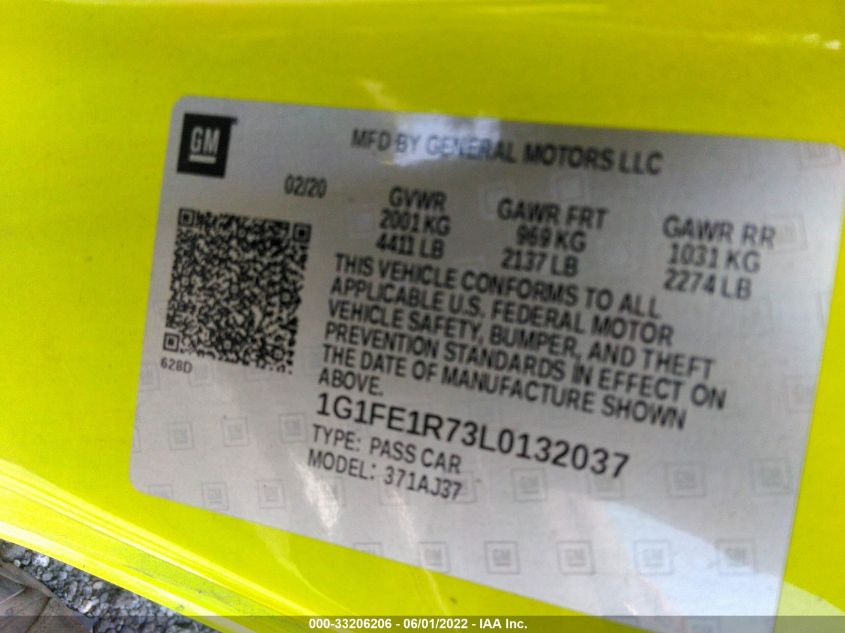 GM
MFD BY GENERAL MOTORS LLC
02/20
GVWR
2001 KG
4411 LB
GAWR FRT
969 KG
2137 LB
GAWR RR
1031 KG
2274 LB
THIS VEHICLE CONFORMS TO ALL
APPLICABLE U.S. FEDERAL MOTOR
VEHICLE SAFETY, BUMPER, AND THEFT
PREVENTION STANDARDS IN EFFECT ON
THE DATE OF MANUFACTURE SHOWN
ABOVE.
628D
1G1FE1R73L0132037
TYPE: PASS CAR
MODEL: 371AJ37
000-33206206 - 06/01/2022 - IAA Inc.